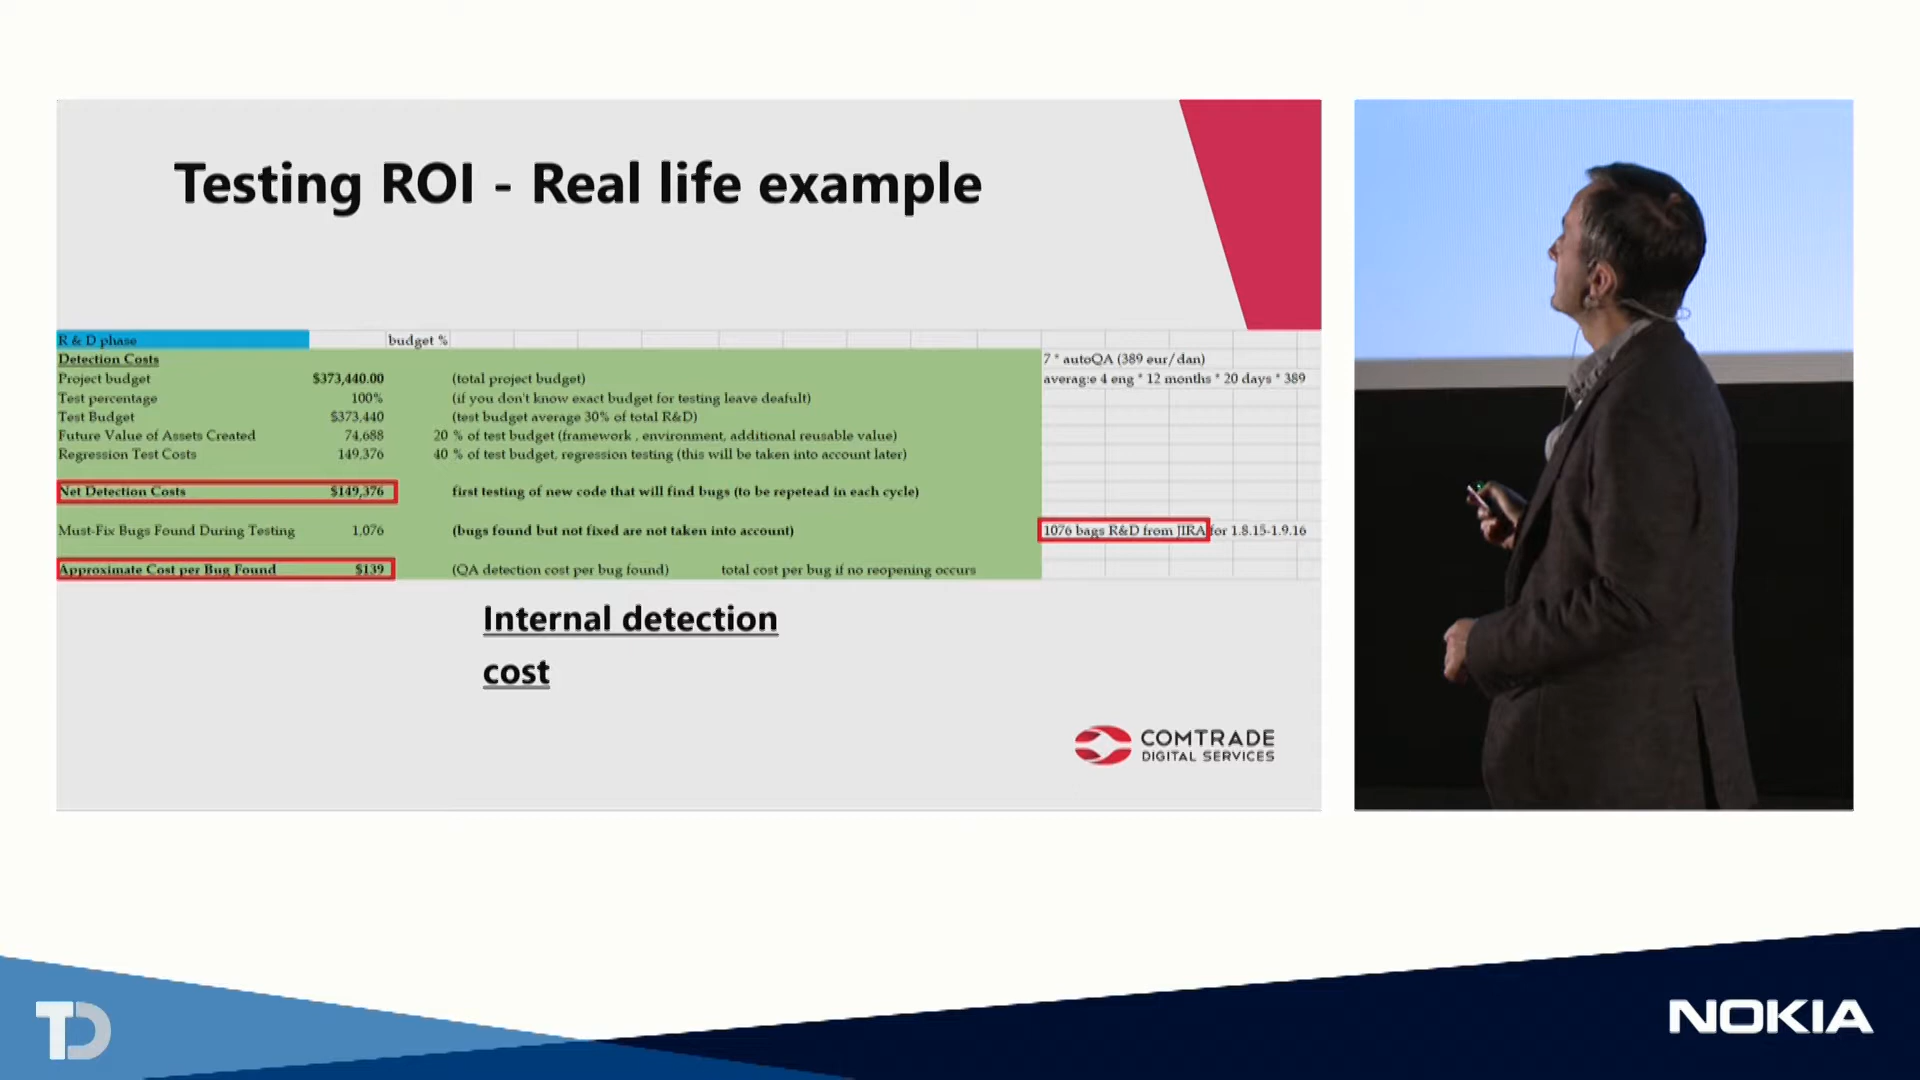 Testing ROI - Real life example
R & D phase budget %
Detection Costs 7 * autoQA (389 eur/dan)
Project budget $373,440.00 (total project budget) average 4 eng * 12 months * 20 days * 389
Test percentage 100% (if you don't know exact budget for testing leave deafult)
Test Budget $373,440 (test budget average 30% of total R&D)
Future Value of Assets Created 74,688 20 % of test budget (framework , environment, additional reusable value)
Regression Test Costs 149,376 40 % of test budget, regression testing (this will be taken into account later)
Net Detection Costs $149,376 first testing of new code that will find bugs (to be repetead in each cycle)
Must-Fix Bugs Found During Testing 1,076 (bugs found but not fixed are not taken into account) 1076 bags R&D from JIRA for 1.8.15-1.9.16
Approximate Cost per Bug Found $139 (QA detection cost per bug found) total cost per bug if no reopening occurs
Internal detection
cost
COMTRADE
DIGITAL SERVICES
TD
NOKIA